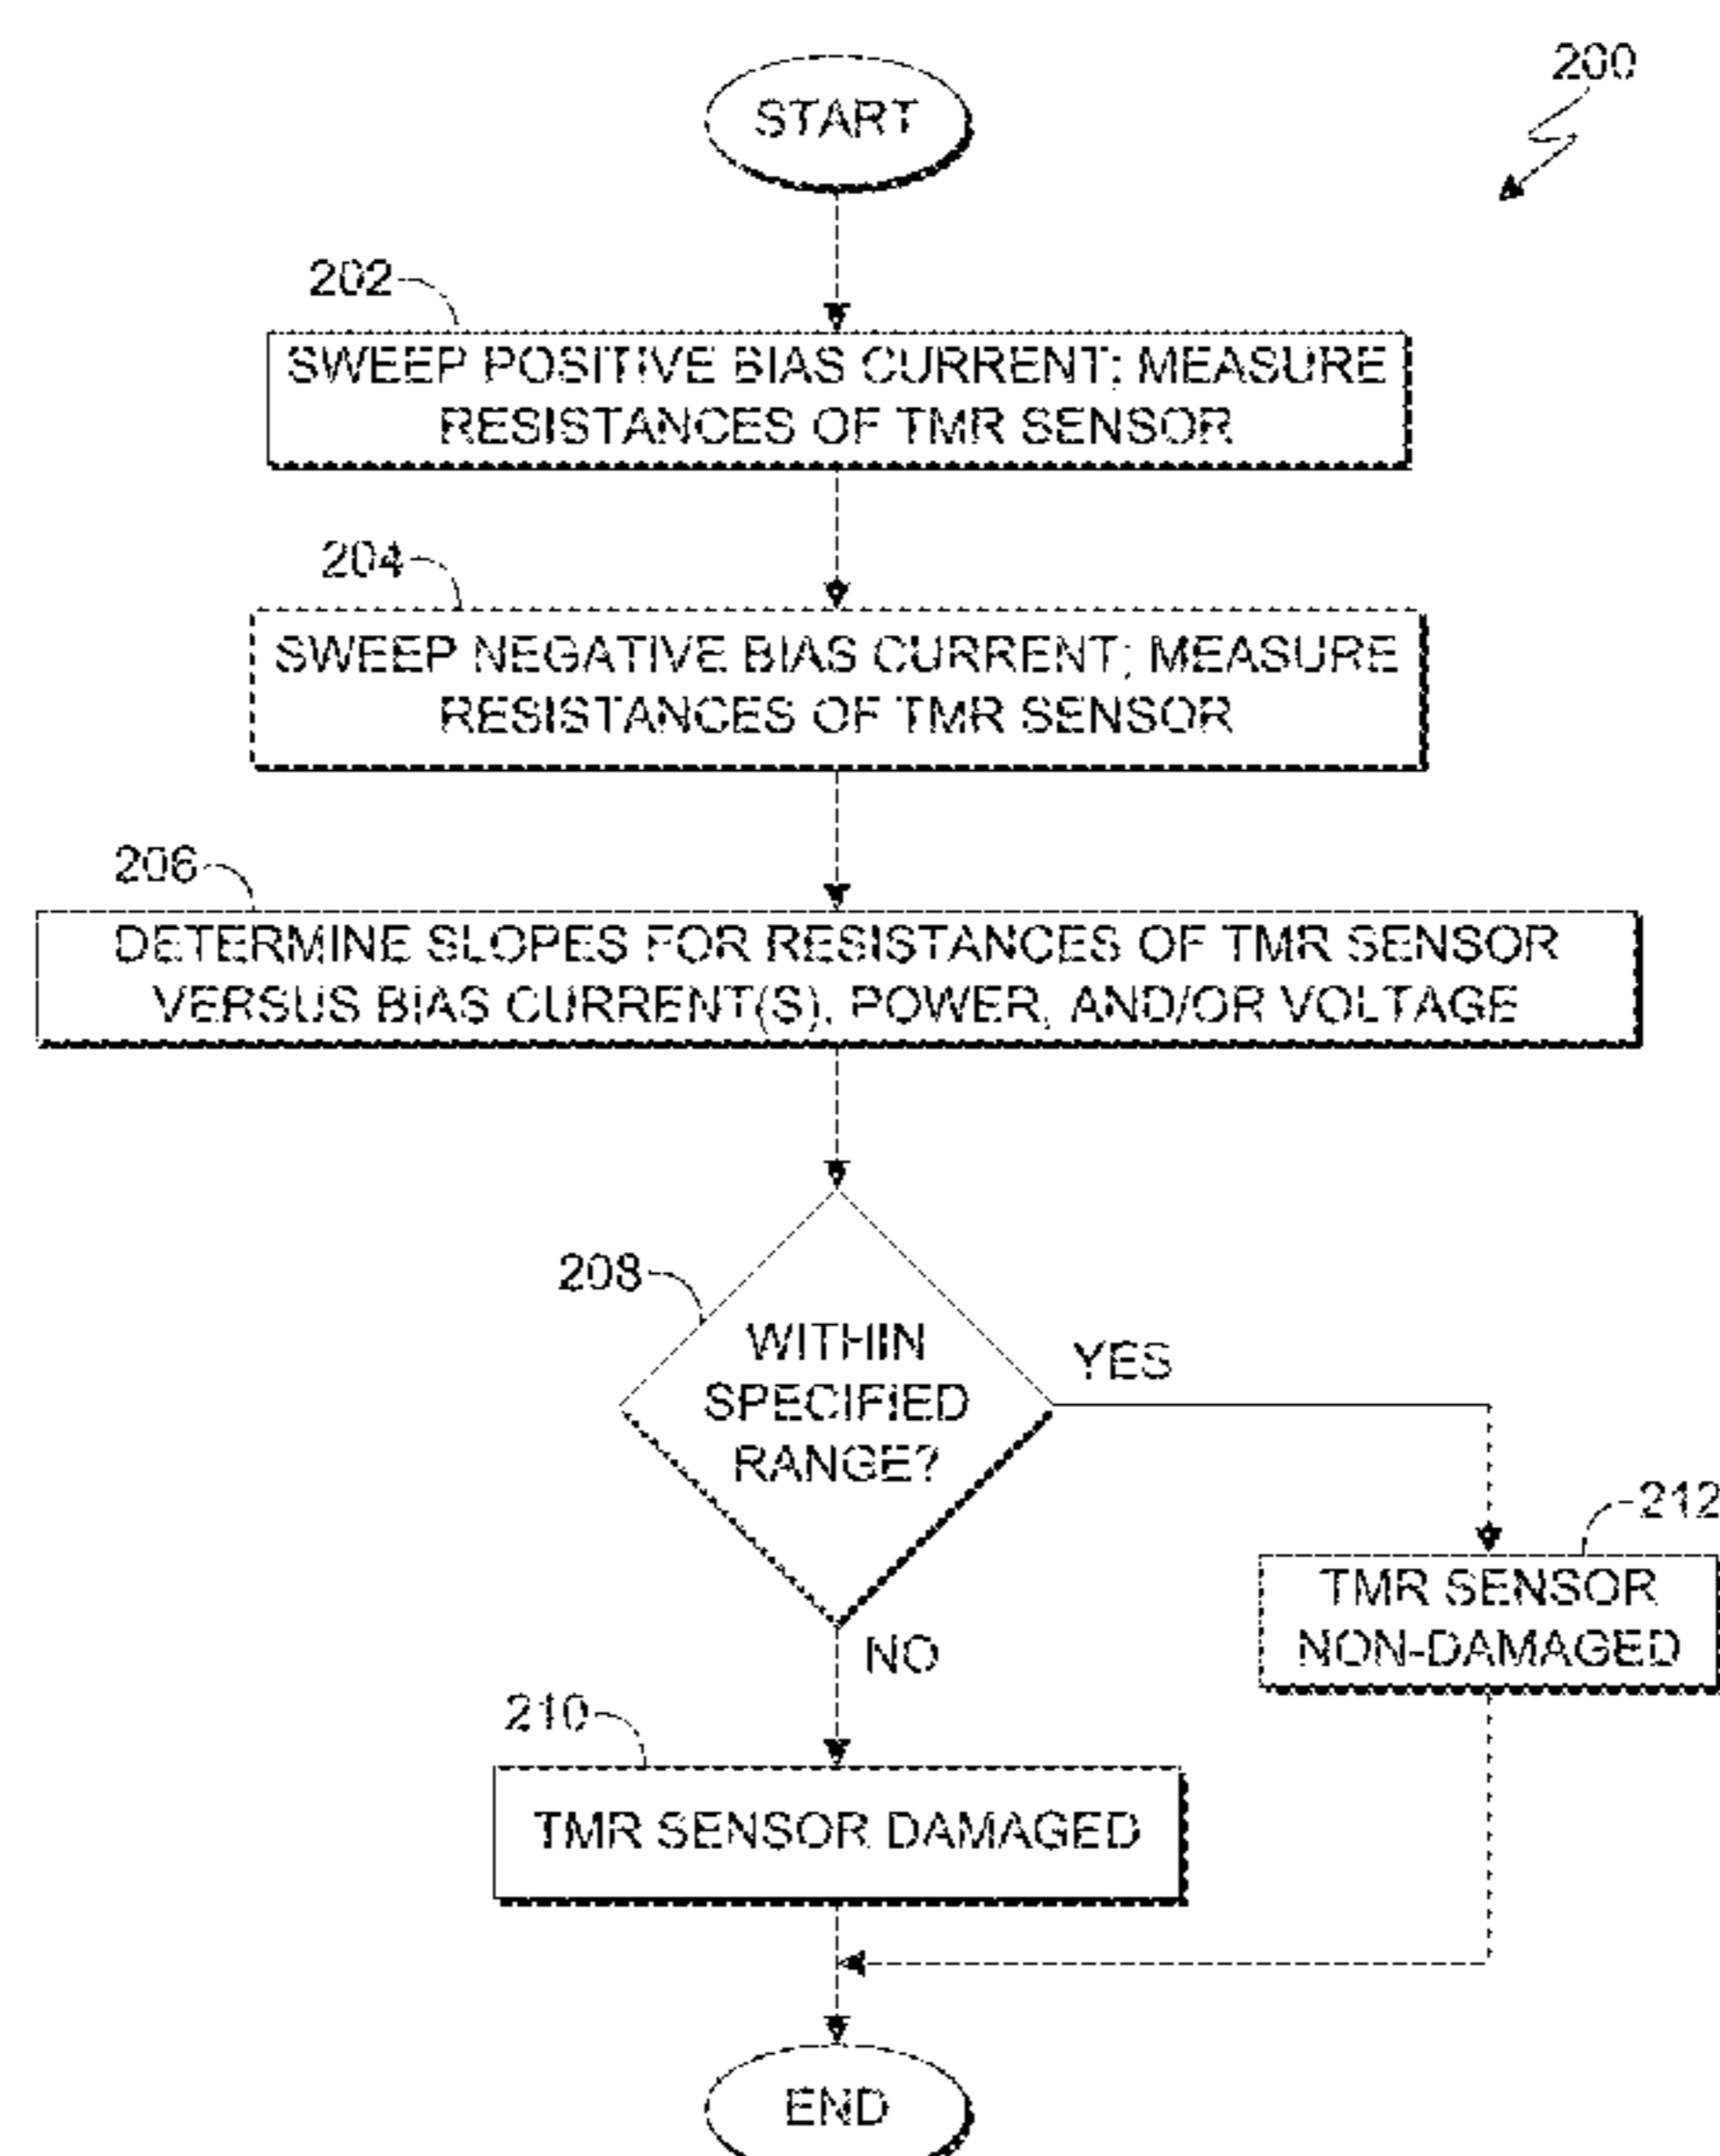 200
START
202
SWEEP POSITIVE BIAS CURRENT; MEASURE
RESISTANCES OF TMR SENSOR
204
SWEEP NEGATIVE BIAS CURRENT; MEASURE
RESISTANCES OF TMR SENSOR
206
DETERMINE SLOPES FOR RESISTANCES OF TMR SENSOR
VERSUS BIAS CURRENT(S), POWER, AND/OR VOLTAGE
208
WITHIN
SPECIFIED
RANGE?
YES
212
TMR SENSOR
NON-DAMAGED
NO
210
TMR SENSOR DAMAGED
END